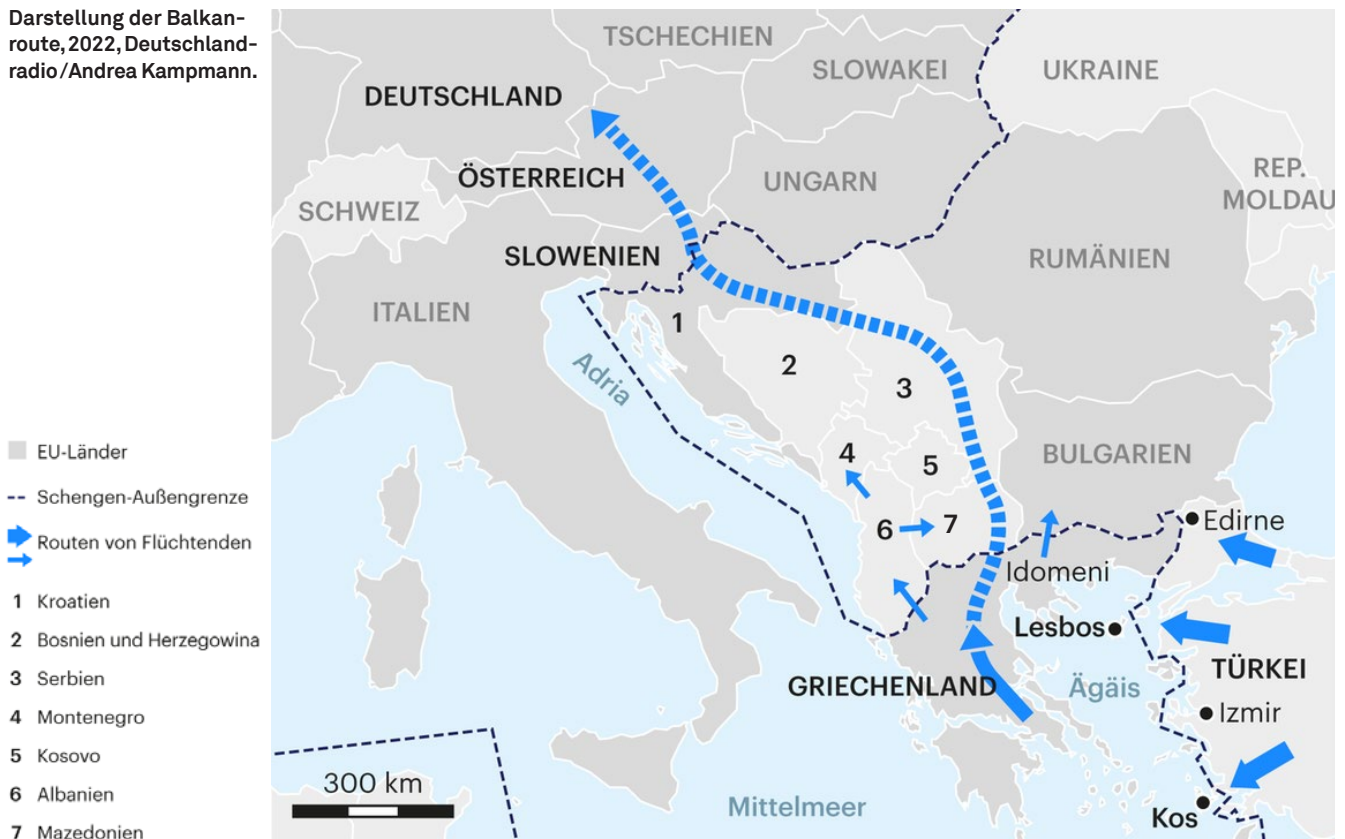 Darstellung der Balkan-
route, 2022, Deutschland-
radio/Andrea Kampmann.
TSCHECHIEN
SLOWAKEI
UKRAINE
DEUTSCHLAND
ÖSTERREICH
UNGARN
REP.
MOLDAU
SCHWEIZ
SLOWENIEN
RUMÄNIEN
ITALIEN
1
2
Adria
3
4
5
BULGARIEN
6
7
Edirne
Idomeni
Lesbos
TÜRKEI
GRIECHENLAND
Ägäis
Izmir
300 km
Mittelmeer
Kos
EU-Länder
Schengen-Außengrenze
Routen von Flüchtenden
1 Kroatien
2 Bosnien und Herzegowina
3 Serbien
4 Montenegro
5 Kosovo
6 Albanien
7 Mazedonien